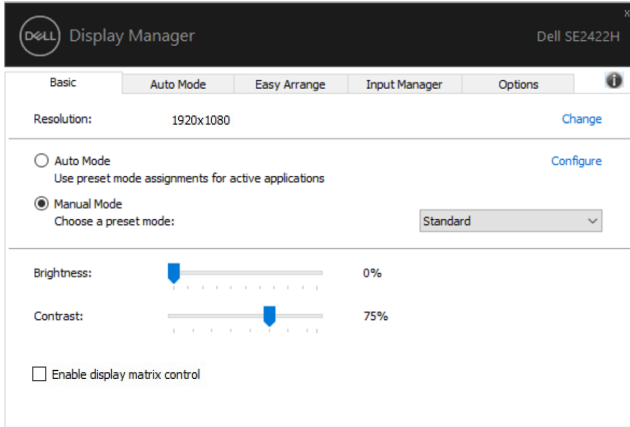 DELL Display Manager
Dell SE2422H
x
Basic Auto Mode Easy Arrange Input Manager Options i
Resolution: 1920x1080 Change
Auto Mode Configure
Use preset mode assignments for active applications
Manual Mode
Choose a preset mode: Standard
Brightness: 0%
Contrast: 75%
Enable display matrix control